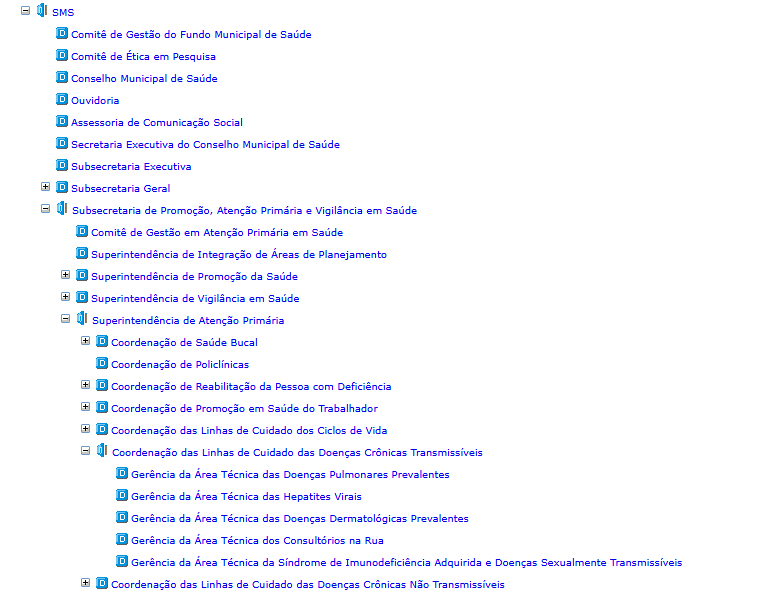 SMS
Comitê de Gestão do Fundo Municipal de Saúde
Comitê de Ética em Pesquisa
Conselho Municipal de Saúde
Ouvidoria
Assessoria de Comunicação Social
Secretaria Executiva do Conselho Municipal de Saúde
Subsecretaria Executiva
Subsecretaria Geral
Subsecretaria de Promoção, Atenção Primária e Vigilância em Saúde
Comitê de Gestão em Atenção Primária em Saúde
Superintendência de Integração de Áreas de Planejamento
Superintendência de Promoção da Saúde
Superintendência de Vigilância em Saúde
Superintendência de Atenção Primária
Coordenação de Saúde Bucal
Coordenação de Policlínicas
Coordenação de Reabilitação da Pessoa com Deficiência
Coordenação de Promoção em Saúde do Trabalhador
Coordenação das Linhas de Cuidado dos Ciclos de Vida
Coordenação das Linhas de Cuidado das Doenças Crônicas Transmissíveis
Gerência da Área Técnica das Doenças Pulmonares Prevalentes
Gerência da Área Técnica das Hepatites Virais
Gerência da Área Técnica das Doenças Dermatológicas Prevalentes
Gerência da Área Técnica dos Consultórios na Rua
Gerência da Área Técnica da Síndrome de Imunodeficiência Adquirida e Doenças Sexualmente Transmissíveis
Coordenação das Linhas de Cuidado das Doenças Crônicas Não Transmissíveis